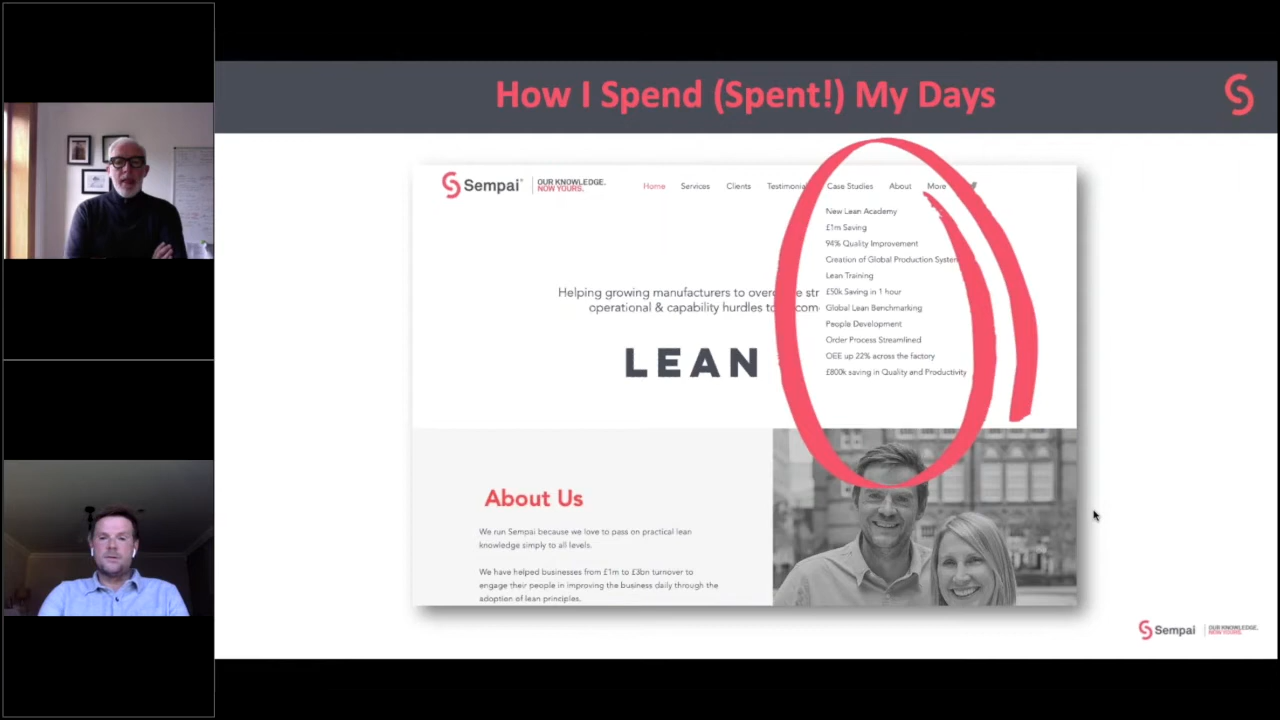 How I Spend (Spent!) My Days
Sempai
OUR KNOWLEDGE.
NOW YOURS.
Home Services Clients Testimonia Case Studies About More
New Lean Academy
£1m Saving
94% Quality Improvement
Creation of Global Production System
Lean Training
£50k Saving in 1 hour
Global Lean Benchmarking
People Development
Order Process Streamlined
OEE up 22% across the factory
£800k saving in Quality and Productivity
Helping growing manufacturers to str
operational & capability hurdles
LEAN
About Us
We run Sempai because we love to pass on practical lean
knowledge simply to all levels.
We have helped businesses from £1m to £3bn turnover to
engage their people in improving the business daily through the
adoption of lean principles.
Sempai
OUR KNOWLEDGE.
NOW YOURS.